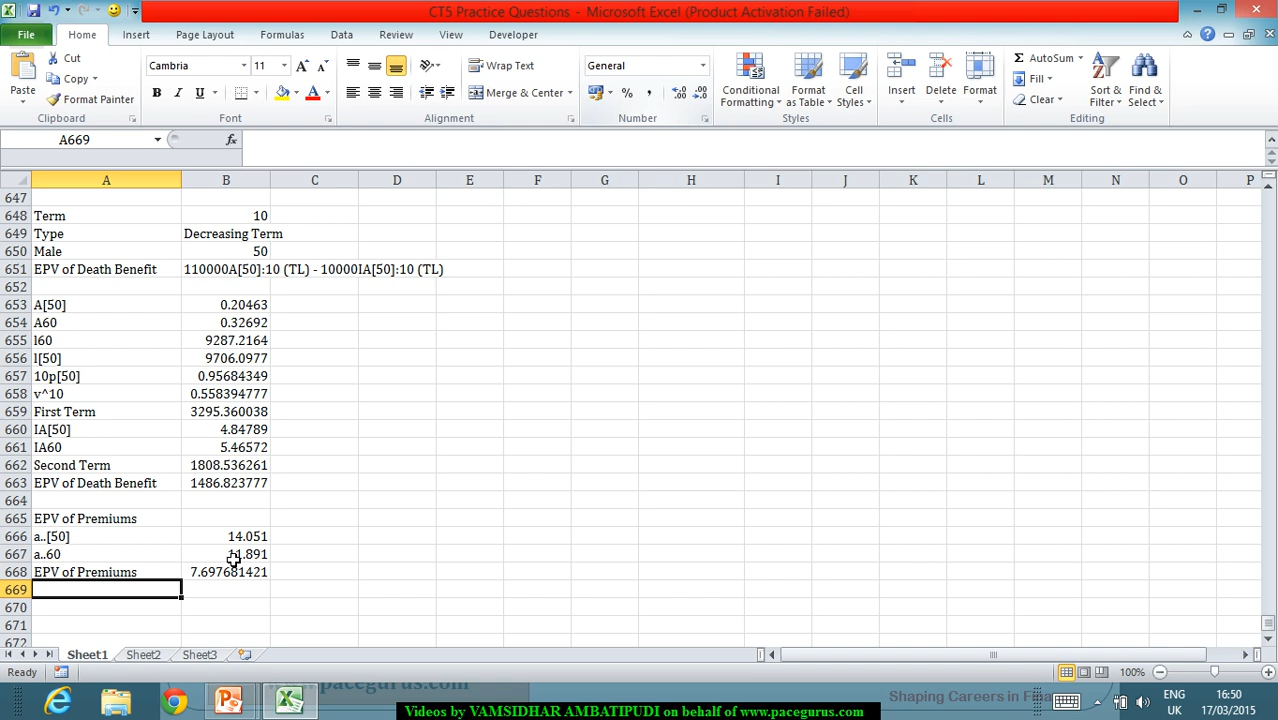 CT5 Practice Questions - Microsoft Excel (Product Activation Failed)
File Home Insert Page Layout Formulas Data Review View Developer
Paste
Cut
Copy
Format Painter
Clipboard
Cambria 11
B I U
Font
Wrap Text
Merge & Center
Alignment
General
%
Number
Conditional Formatting
Format as Table
Cell Styles
Styles
Insert Delete Format
Cells
AutoSum
Fill
Clear
Sort & Filter
Find & Select
Editing
A669
fx
A B C D E F G H I J K L M N O P
647
648 Term 10
649 Type Decreasing Term
650 Male 50
651 EPV of Death Benefit 110000A[50]:10 (TL) - 10000IA[50]:10 (TL)
652
653 A[50] 0.20463
654 A60 0.32692
655 l60 9287.2164
656 l[50] 9706.0977
657 10p[50] 0.95684349
658 v^10 0.558394777
659 First Term 3295.360038
660 IA[50] 4.84789
661 IA60 5.46572
662 Second Term 1808.536261
663 EPV of Death Benefit 1486.823777
664
665 EPV of Premiums
666 a..[50] 14.051
667 a..60 11.891
668 EPV of Premiums 7.697681421
669
670
671
672
Sheet1 Sheet2 Sheet3
Ready
100%
www.pacegurus.com
Shaping Careers in
ENG
UK
16:50
17/03/2015
Videos by VAMSIDHAR AMBATIPUDI on behalf of www.pacegurus.com